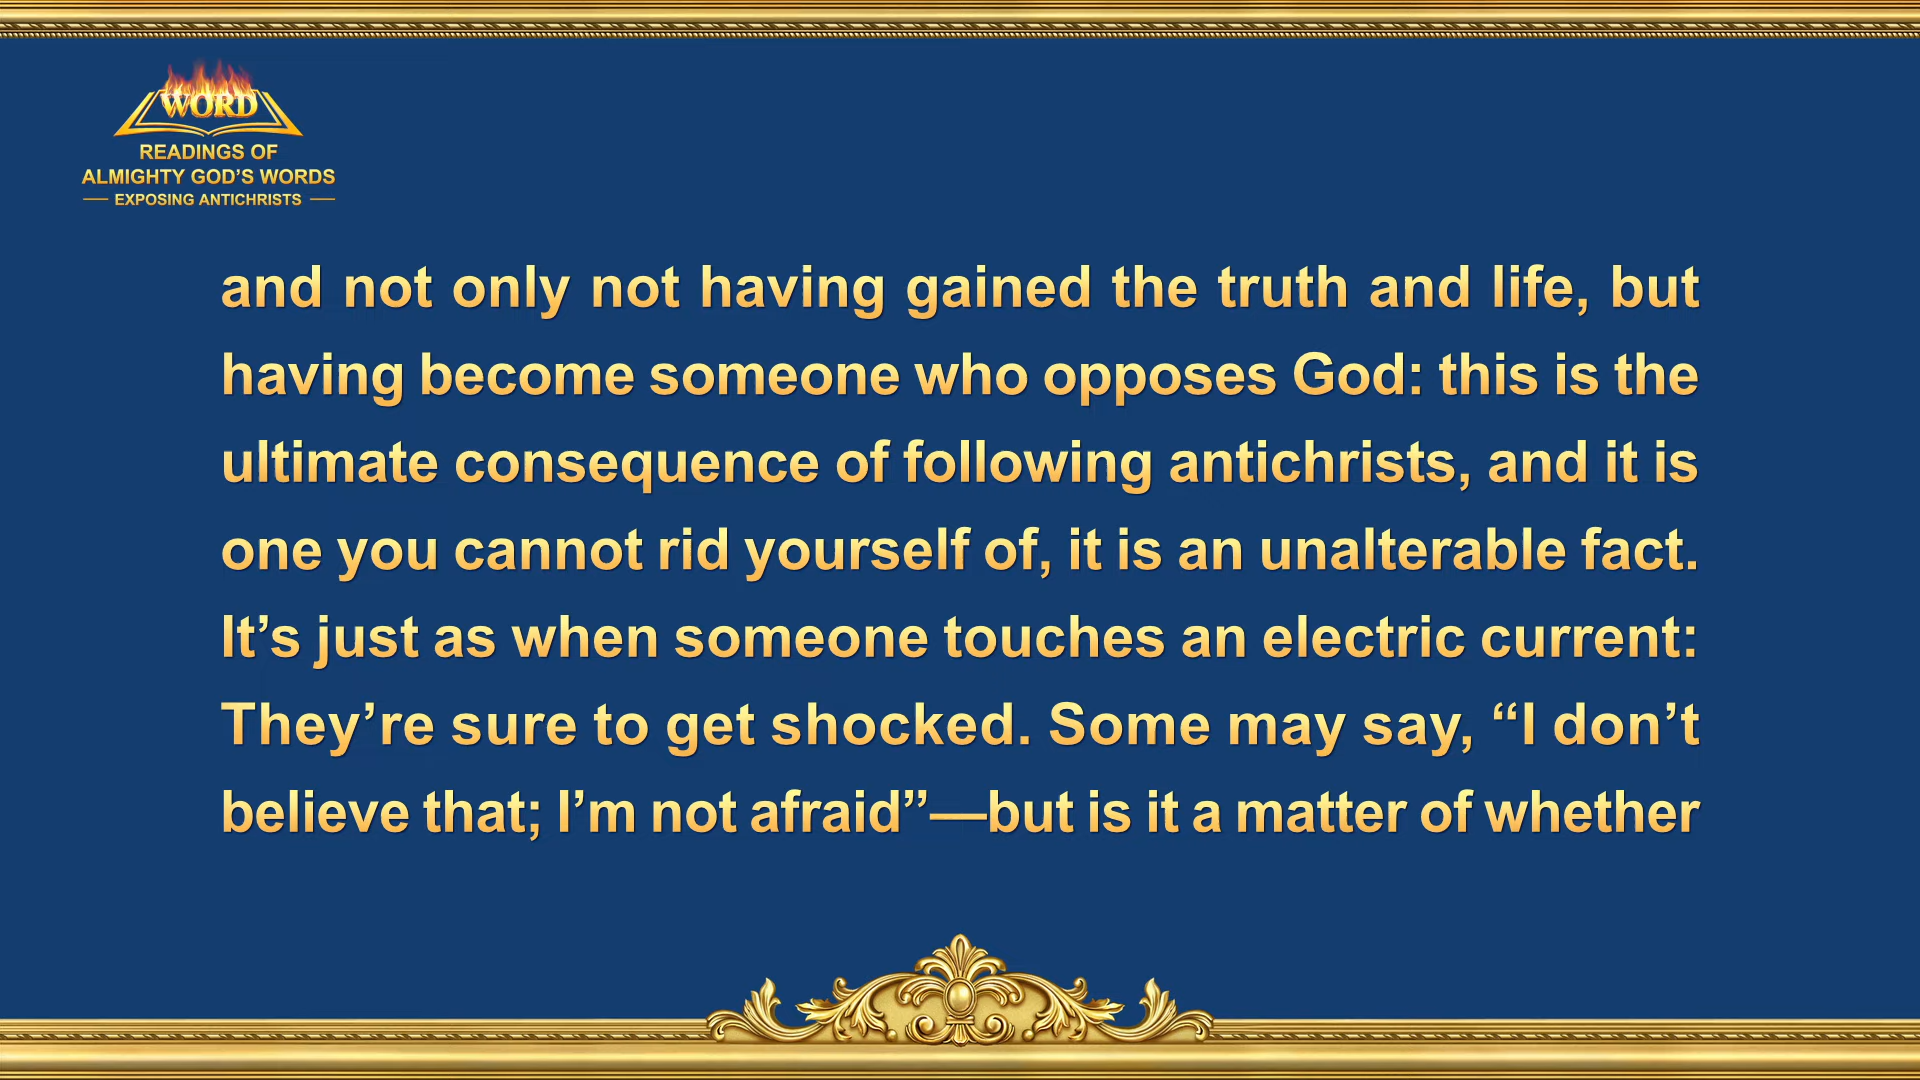 WORD
READINGS OF
ALMIGHTY GOD’S WORDS
EXPOSING ANTICHRISTS
and not only not having gained the truth and life, but
having become someone who opposes God: this is the
ultimate consequence of following antichrists, and it is
one you cannot rid yourself of, it is an unalterable fact.
It’s just as when someone touches an electric current:
They’re sure to get shocked. Some may say, “I don’t
believe that; I’m not afraid”—but is it a matter of whether